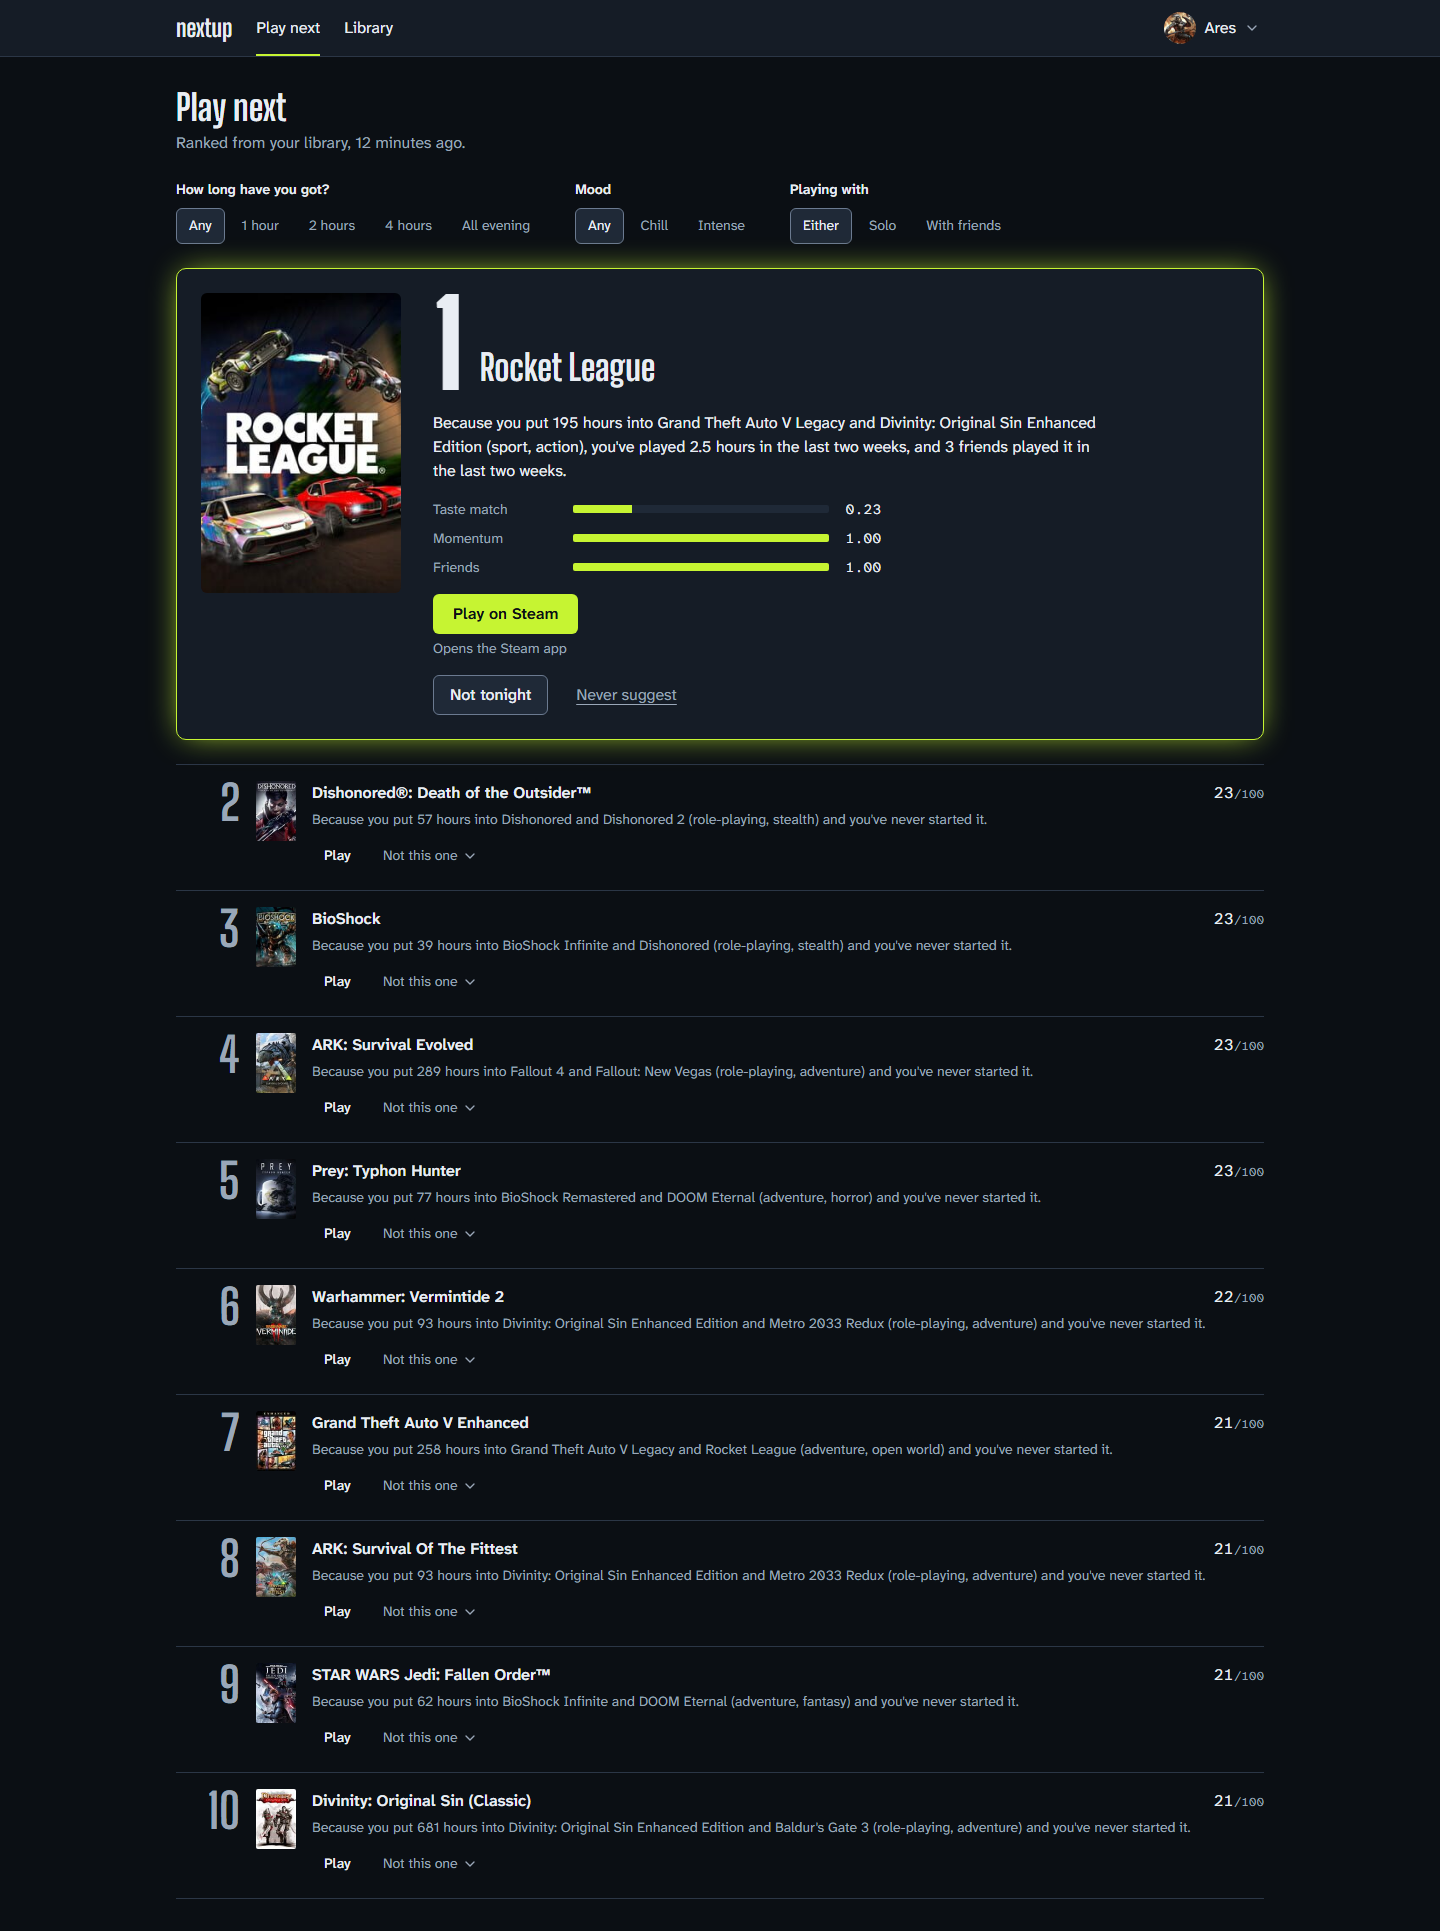 nextup Play next Library Ares
Play next
Ranked from your library, 12 minutes ago.
How long have you got? Mood Playing with
Any 1 hour 2 hours 4 hours All evening Any Chill Intense Either Solo With friends
ROCKET
LEAGUE®
1 Rocket League
Because you put 195 hours into Grand Theft Auto V Legacy and Divinity: Original Sin Enhanced
Edition (sport, action), you've played 2.5 hours in the last two weeks, and 3 friends played it in
the last two weeks.
Taste match 0.23
Momentum 1.00
Friends 1.00
Play on Steam
Opens the Steam app
Not tonight Never suggest
2 DISHONORED Dishonored®: Death of the Outsider™ 23/100
Because you put 57 hours into Dishonored and Dishonored 2 (role-playing, stealth) and you've never started it.
Play Not this one
3 BIOSHOCK BioShock 23/100
Because you put 39 hours into BioShock Infinite and Dishonored (role-playing, stealth) and you've never started it.
Play Not this one
4 ARK: Survival Evolved 23/100
Because you put 289 hours into Fallout 4 and Fallout: New Vegas (role-playing, adventure) and you've never started it.
Play Not this one
5 PREY Prey: Typhon Hunter 23/100
Because you put 77 hours into BioShock Remastered and DOOM Eternal (adventure, horror) and you've never started it.
Play Not this one
6 Warhammer: Vermintide 2 22/100
Because you put 93 hours into Divinity: Original Sin Enhanced Edition and Metro 2033 Redux (role-playing, adventure) and you've never started it.
VERMINTIDE
Play Not this one
7 Grand Theft Auto V Enhanced 21/100
grand theft auto
Because you put 258 hours into Grand Theft Auto V Legacy and Rocket League (adventure, open world) and you've never started it.
Play Not this one
8 ARK: Survival Of The Fittest 21/100
Because you put 93 hours into Divinity: Original Sin Enhanced Edition and Metro 2033 Redux (role-playing, adventure) and you've never started it.
Play Not this one
9 JEDI STAR WARS Jedi: Fallen Order™ 21/100
Because you put 62 hours into BioShock Infinite and DOOM Eternal (adventure, fantasy) and you've never started it.
Play Not this one
10 Divinity: Original Sin (Classic) 21/100
Because you put 681 hours into Divinity: Original Sin Enhanced Edition and Baldur's Gate 3 (role-playing, adventure) and you've never started it.
Play Not this one